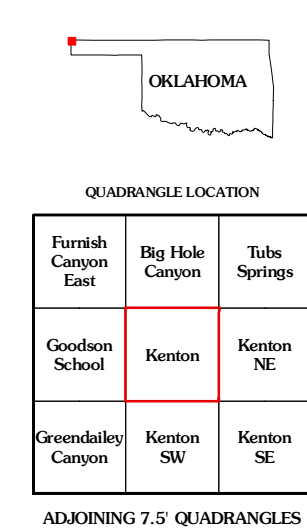 OKLAHOMA
QUADRANGLE LOCATION
Furnish
Canyon
East
Big Hole
Canyon
Tubs
Springs
Goodson
School
Kenton
Kenton
NE
Greendailey
Canyon
Kenton
SW
Kenton
SE
ADJOINING 7.5' QUADRANGLES